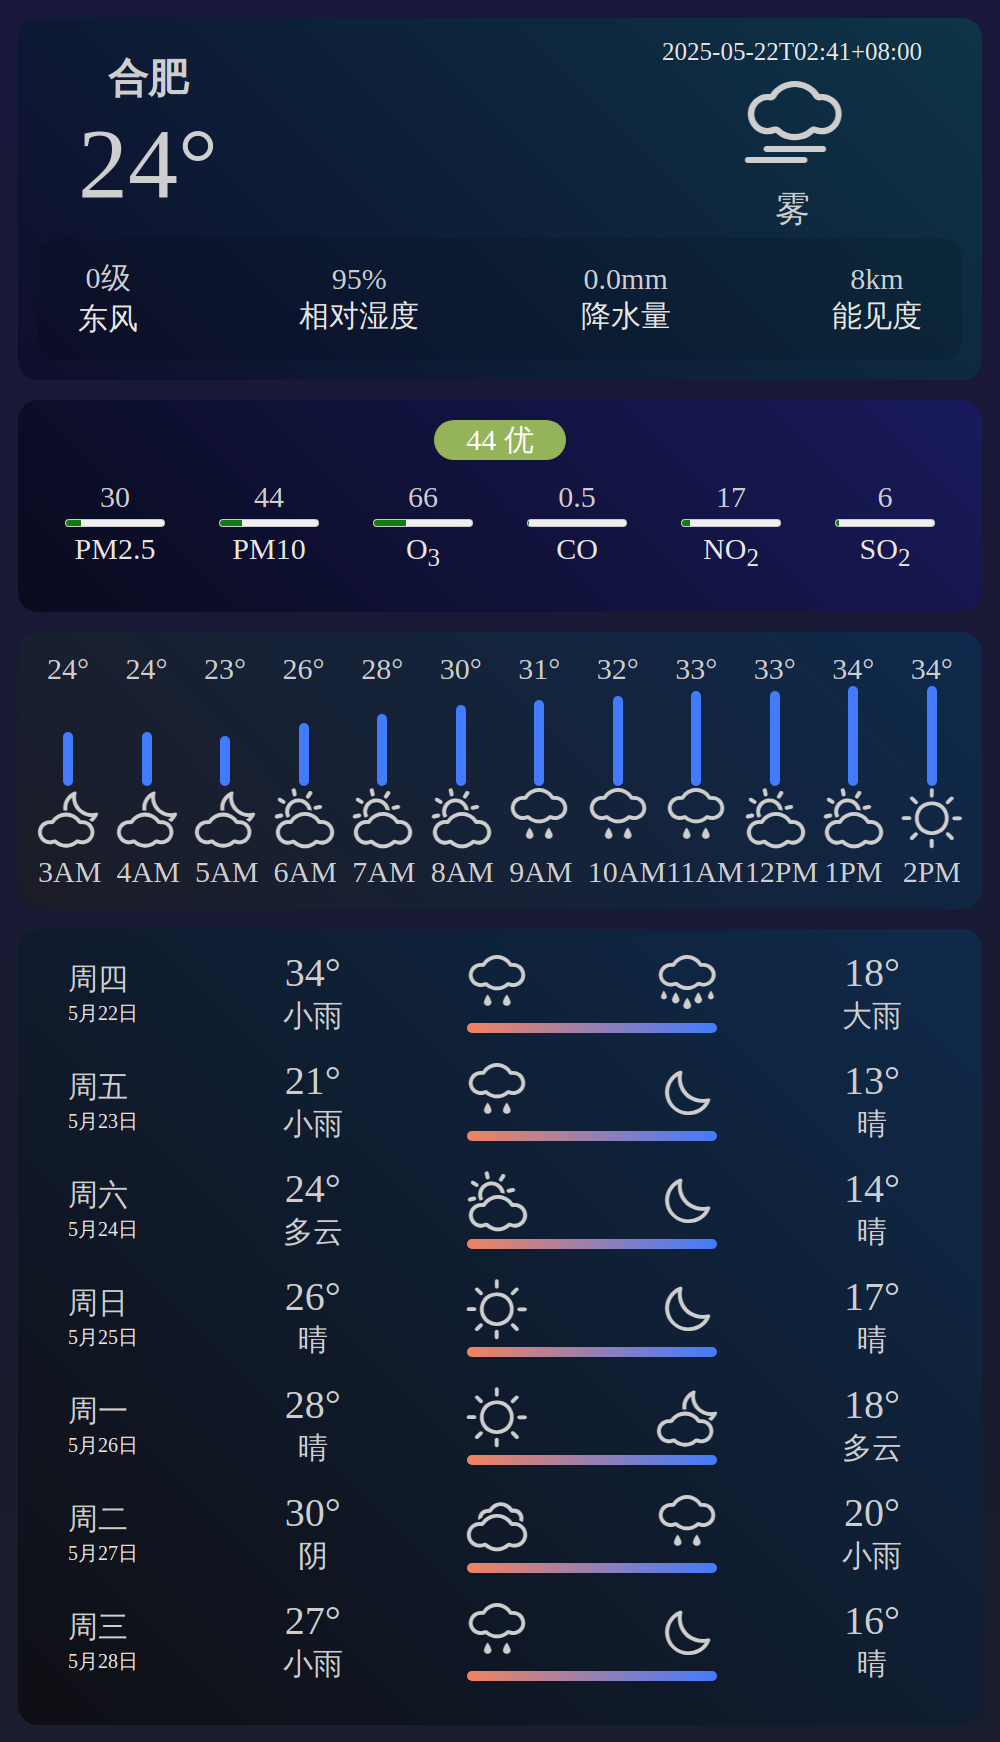 合肥
24°
2025-05-22T02:41+08:00
雾
0级 95% 0.0mm 8km
东风 相对湿度 降水量 能见度
44 优
30 44 66 0.5 17 6
PM2.5 PM10 O3 CO NO2 SO2
24° 24° 23° 26° 28° 30° 31° 32° 33° 33° 34° 34°
3AM 4AM 5AM 6AM 7AM 8AM 9AM 10AM 11AM 12PM 1PM 2PM
周四 34° 18°
5月22日 小雨 大雨
周五 21° 13°
5月23日 小雨 晴
周六 24° 14°
5月24日 多云 晴
周日 26° 17°
5月25日 晴 晴
周一 28° 18°
5月26日 晴 多云
周二 30° 20°
5月27日 阴 小雨
周三 27° 16°
5月28日 小雨 晴